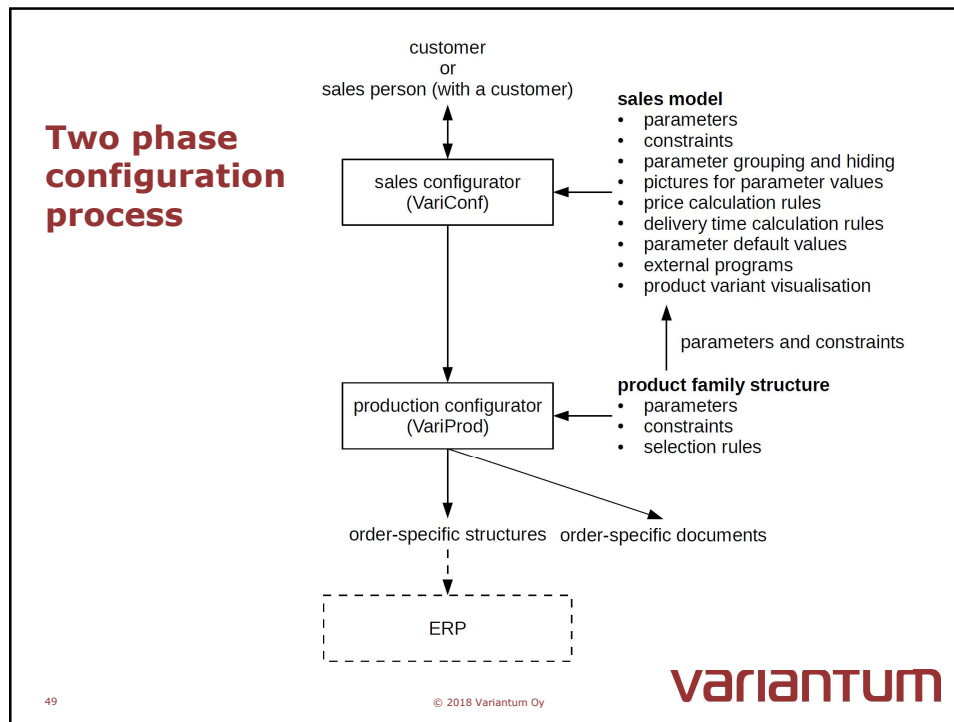 Two phase
configuration
process
customer
or
sales person (with a customer)
sales configurator
(VariConf)
sales model
• parameters
• constraints
• parameter grouping and hiding
• pictures for parameter values
• price calculation rules
• delivery time calculation rules
• parameter default values
• external programs
• product variant visualisation
parameters and constraints
production configurator
(VariProd)
product family structure
• parameters
• constraints
• selection rules
order-specific structures
order-specific documents
ERP
49
© 2018 Variantum Oy
variantum